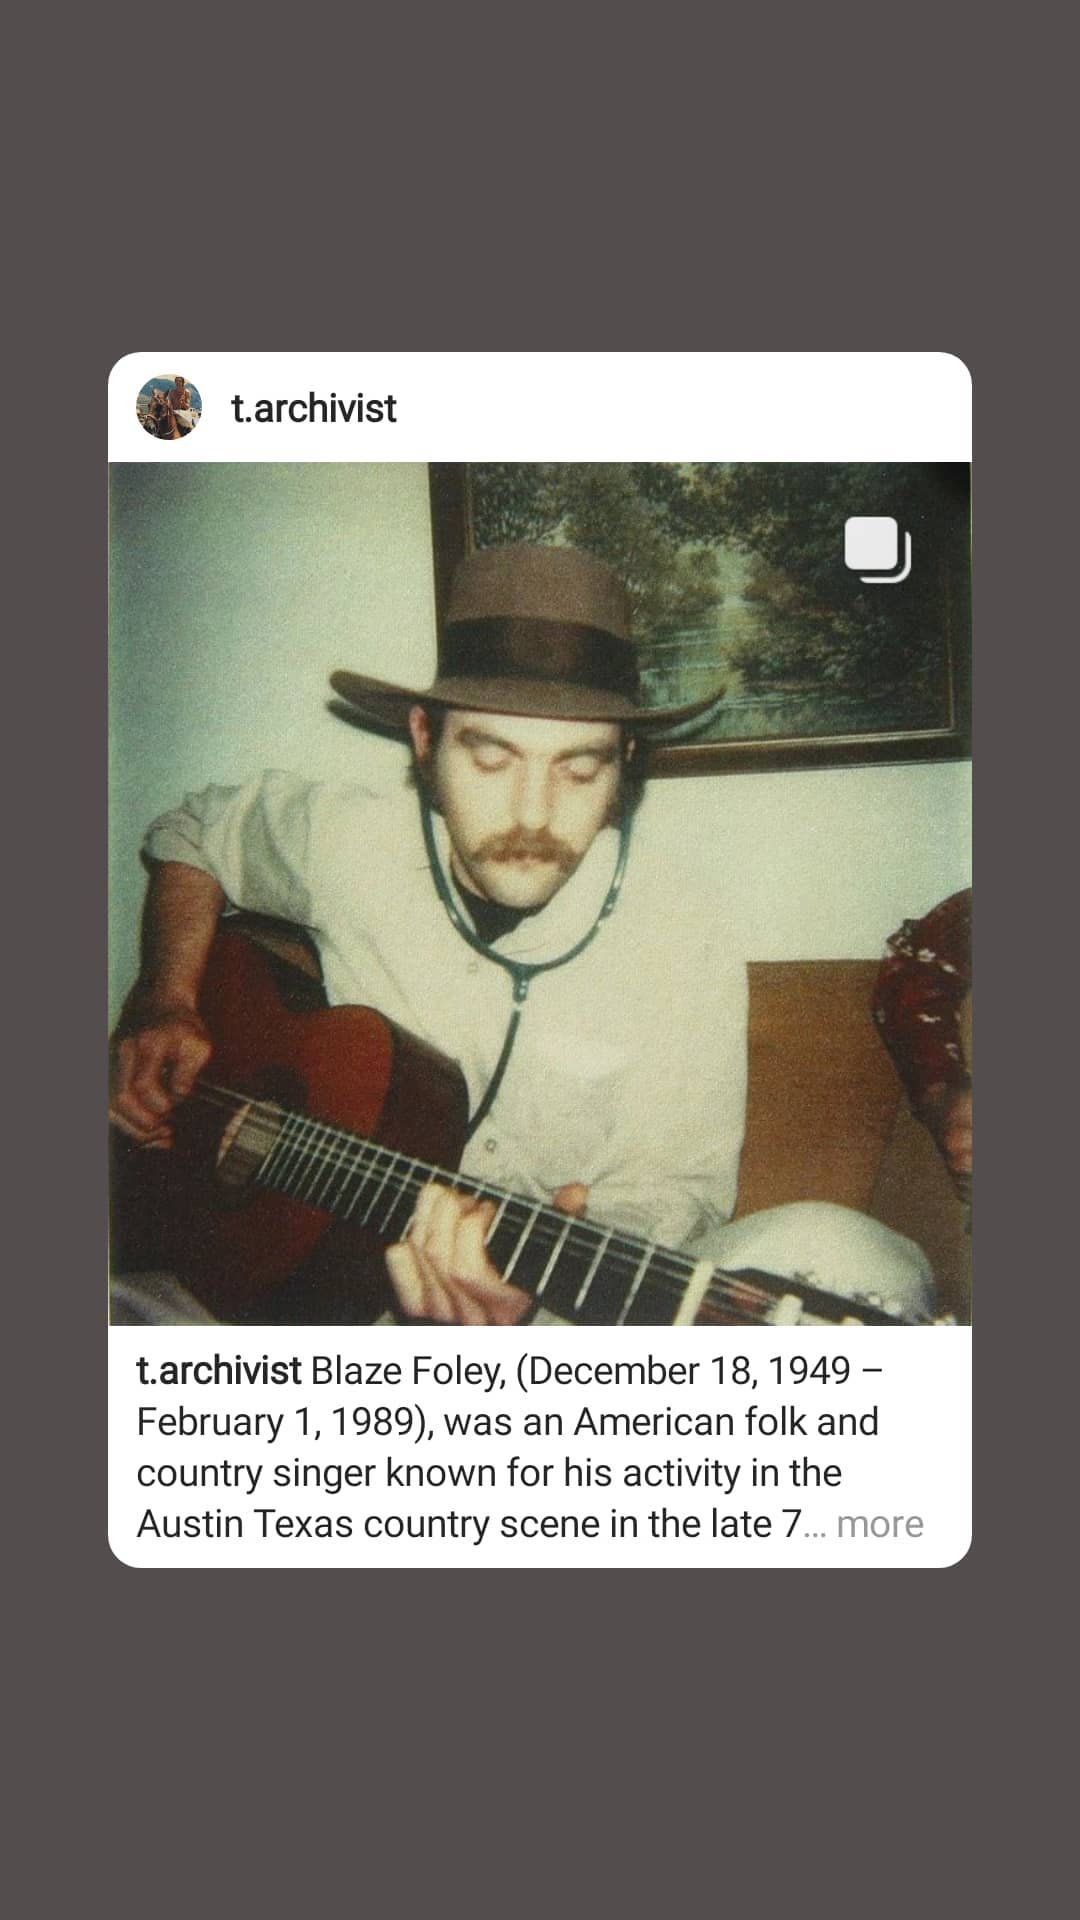 t.archivist
t.archivist Blaze Foley, (December 18, 1949 –
February 1, 1989), was an American folk and
country singer known for his activity in the
Austin Texas country scene in the late 7... more